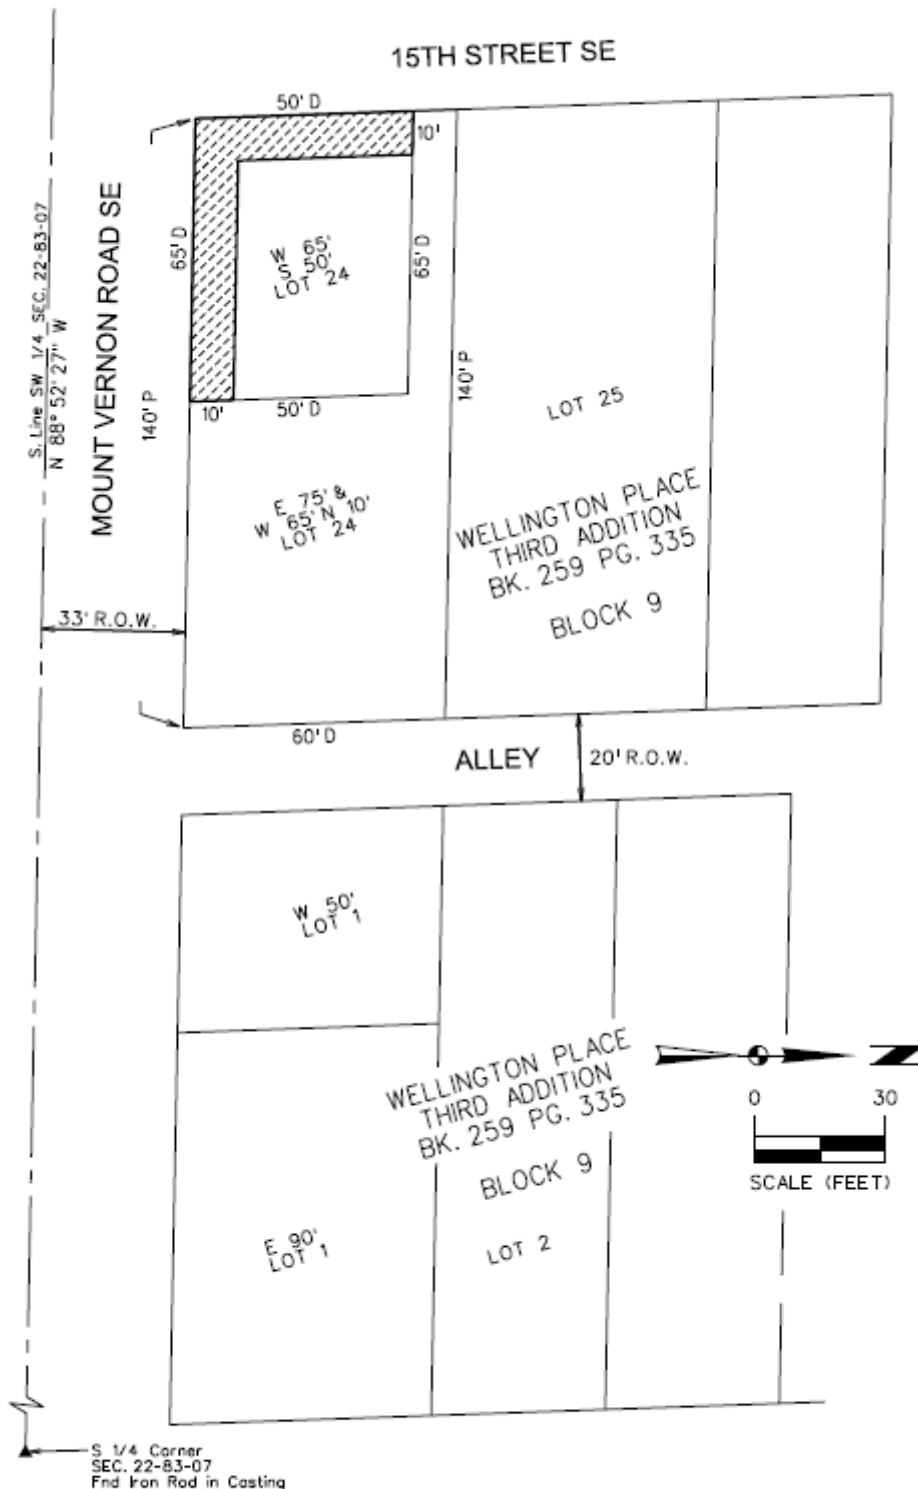 15TH STREET SE
50' D
10'
S. Line SW 1/4 SEC. 22-83-07
N 88° 52' 27" W
MOUNT VERNON ROAD SE
140' P
65' D
W 65'
S 50'
LOT 24
65' D
140' P
10'
50' D
LOT 25
E 75' &
W 65' N 10'
LOT 24
WELLINGTON PLACE
THIRD ADDITION
BK. 259 PG. 335
BLOCK 9
33' R.O.W.
60' D
ALLEY
20' R.O.W.
W 50'
LOT 1
WELLINGTON PLACE
THIRD ADDITION
BK. 259 PG. 335
BLOCK 9
0 30
SCALE (FEET)
E 90'
LOT 1
LOT 2
S 1/4 Corner
SEC. 22-83-07
Fnd Iron Rod in Casting